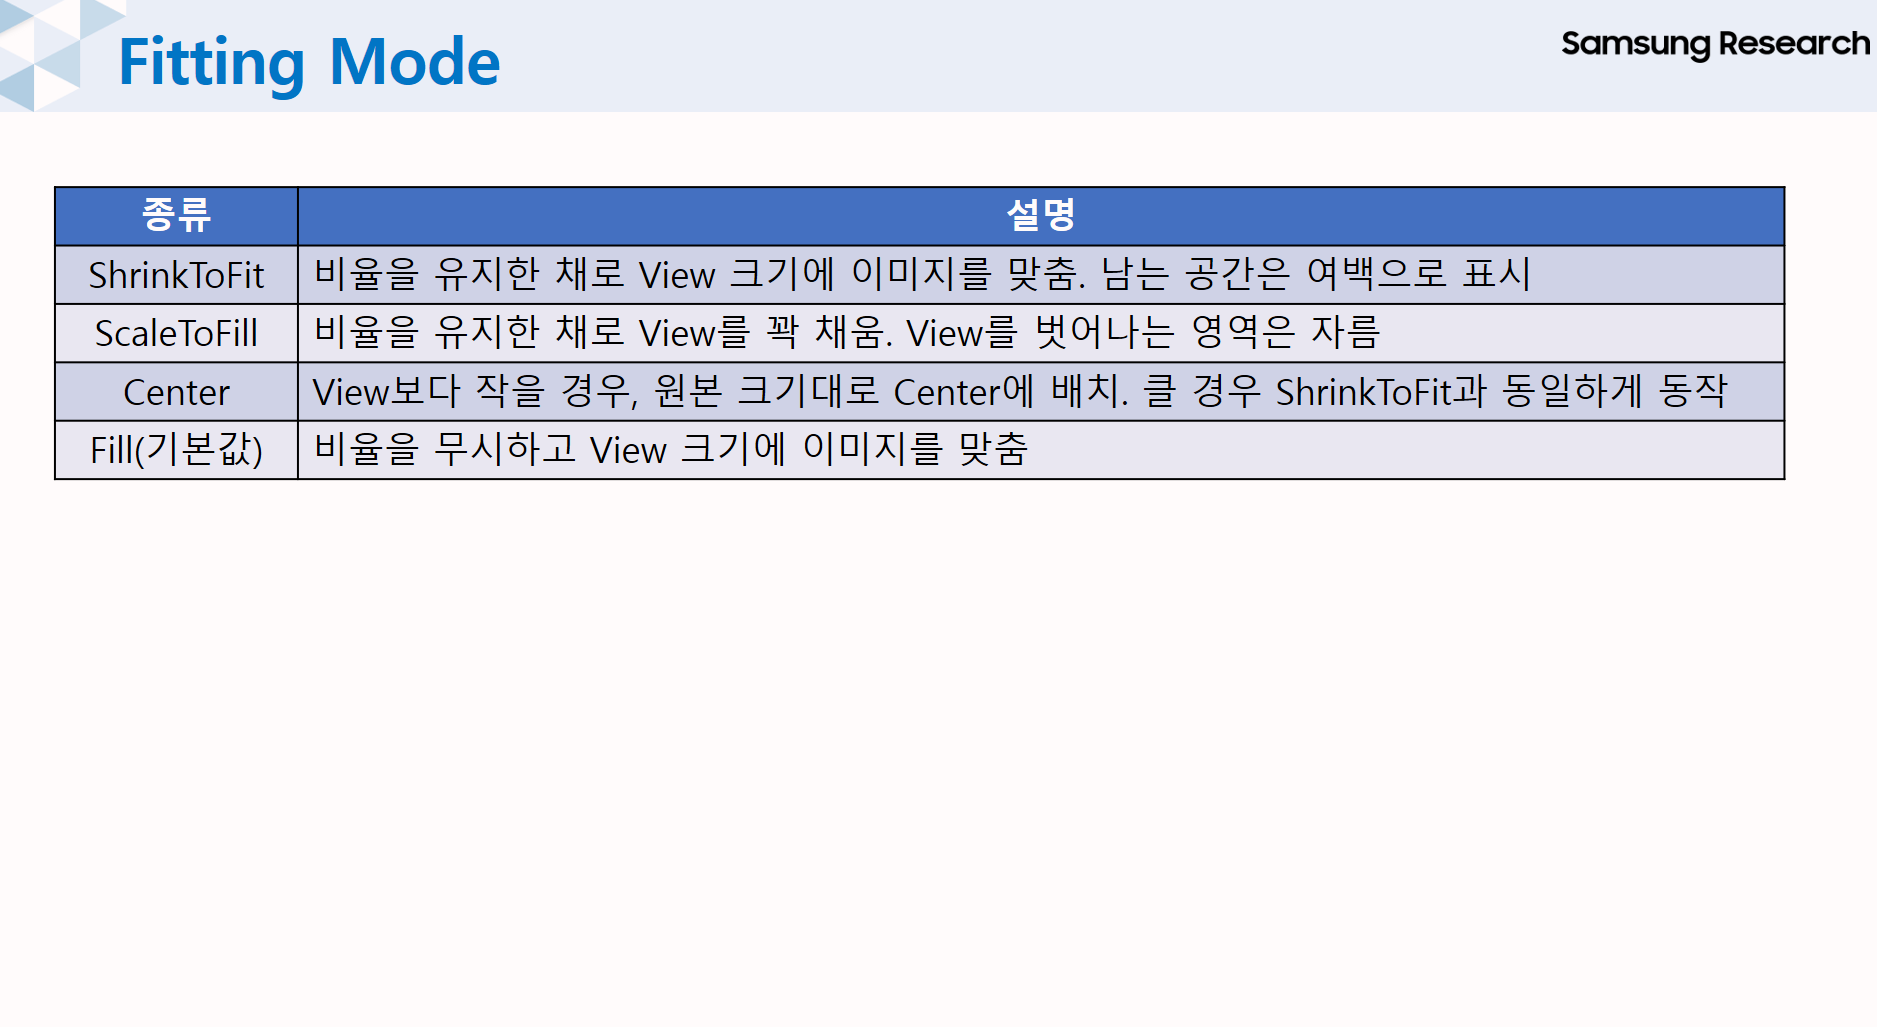 Fitting Mode
Samsung Research
종류 설명
ShrinkToFit 비율을 유지한 채로 View 크기에 이미지를 맞춤. 남는 공간은 여백으로 표시
ScaleToFill 비율을 유지한 채로 View를 꽉 채움. View를 벗어나는 영역은 자름
Center View보다 작을 경우, 원본 크기대로 Center에 배치. 클 경우 ShrinkToFit과 동일하게 동작
Fill(기본값) 비율을 무시하고 View 크기에 이미지를 맞춤